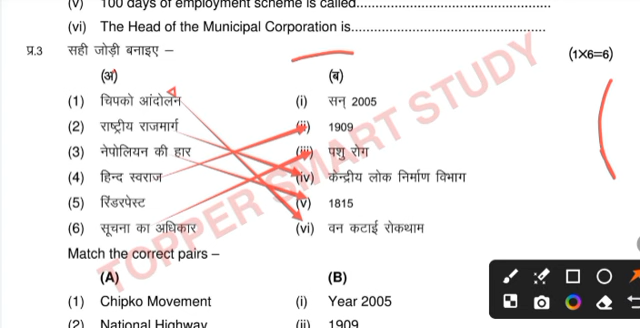 (v) 100 days of employment scheme is called
(vi) The Head of the Municipal Corporation is
प्र.3 सही जोड़ी बनाइए – (1×6=6)
(अ) (ब)
(1) चिपको आंदोलन (i) सन् 2005
(2) राष्ट्रीय राजमार्ग (ii) 1909
(3) नेपोलियन की हार (iii) पशु रोग
(4) हिन्द स्वराज (iv) केन्द्रीय लोक निर्माण विभाग
(5) रिंडरपेस्ट (v) 1815
(6) सूचना का अधिकार (vi) वन कटाई रोकथाम
Match the correct pairs –
(A) (B)
(1) Chipko Movement (i) Year 2005
(2) National Highway (ii) 1909
TOPPER SMART STUDY